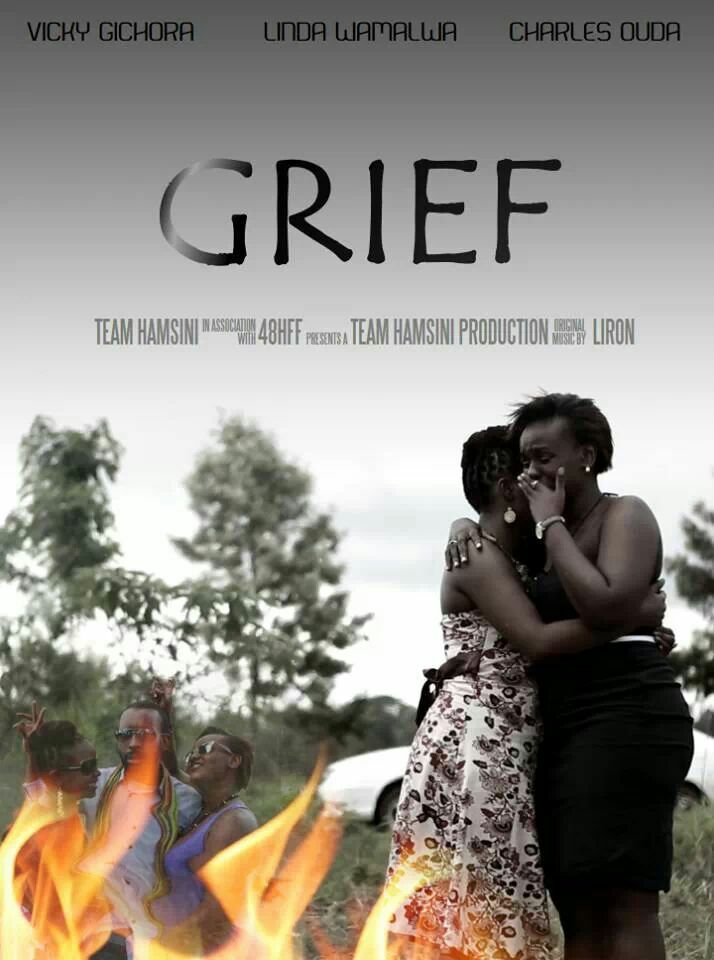 VICKY GICHORA LINDA WAMALWA CHARLES OUDA
GRIEF
TEAM HAMSINI IN ASSOCIATION WITH 48HFF PRESENTS A TEAM HAMSINI PRODUCTION ORIGINAL MUSIC BY LIRON